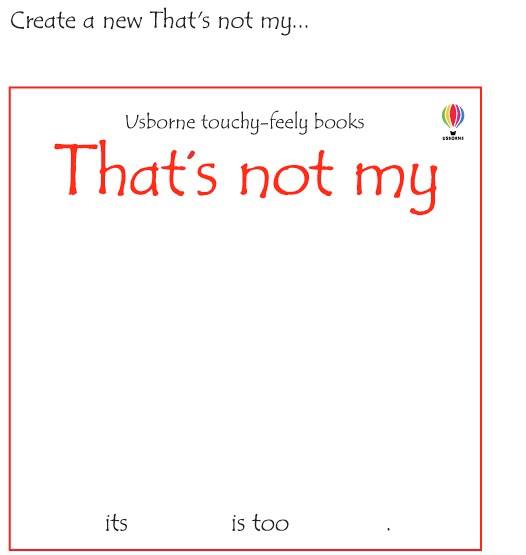 Create a new That's not my...
Usborne touchy-feely books
USBORNE
That's not my
its is too .